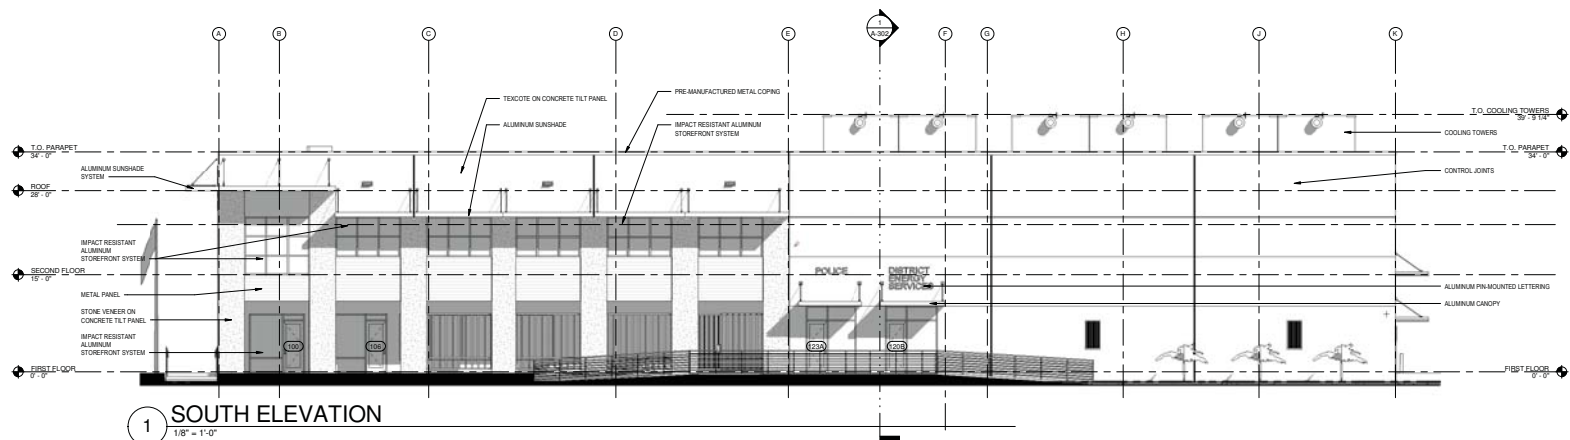 1
A-302
A
B
C
D
E
F
G
H
J
K
TEXCOTE ON CONCRETE TILT PANEL
ALUMINUM SUNSHADE
PRE-MANUFACTURED METAL COPING
IMPACT RESISTANT ALUMINUM
STOREFRONT SYSTEM
T.O. COOLING TOWERS
39' - 9 1/4"
COOLING TOWERS
T.O. PARAPET
34' - 0"
CONTROL JOINTS
T.O. PARAPET
34' - 0"
ALUMINUM SUNSHADE
SYSTEM
ROOF
28' - 0"
IMPACT RESISTANT
ALUMINUM
STOREFRONT SYSTEM
SECOND FLOOR
15' - 0"
METAL PANEL
STONE VENEER ON
CONCRETE TILT PANEL
IMPACT RESISTANT
ALUMINUM
STOREFRONT SYSTEM
FIRST FLOOR
0' - 0"
POLICE
DISTRICT
ENERGY
SERVICES
ALUMINUM PIN-MOUNTED LETTERING
ALUMINUM CANOPY
100
106
123A
120B
FIRST FLOOR
0' - 0"
1
SOUTH ELEVATION
1/8" = 1'-0"